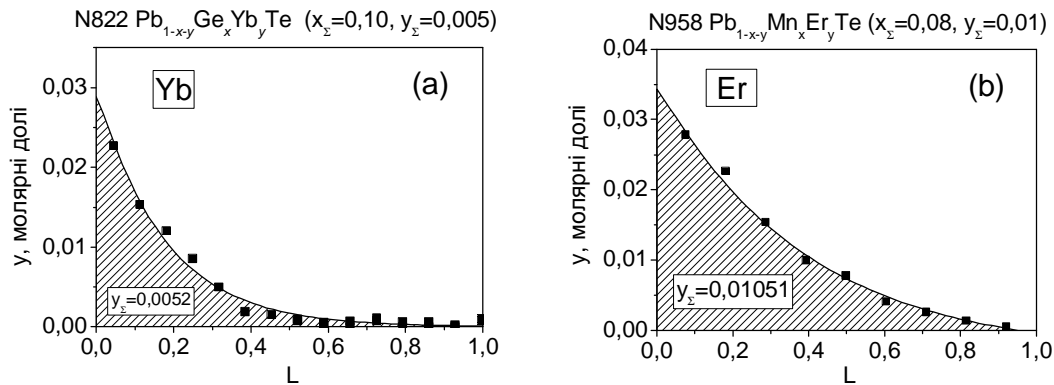 N822 Pb1-x-yGexYbyTe (xΣ=0,10, yΣ=0,005)
Yb
(a)
yΣ=0,0052
y, молярні долі
0,03
0,02
0,01
0,00
0,0 0,2 0,4 0,6 0,8 1,0
L
N958 Pb1-x-yMnxEryTe (xΣ=0,08, yΣ=0,01)
Er
(b)
yΣ=0,01051
y, молярні долі
0,04
0,03
0,02
0,01
0,00
0,0 0,2 0,4 0,6 0,8 1,0
L